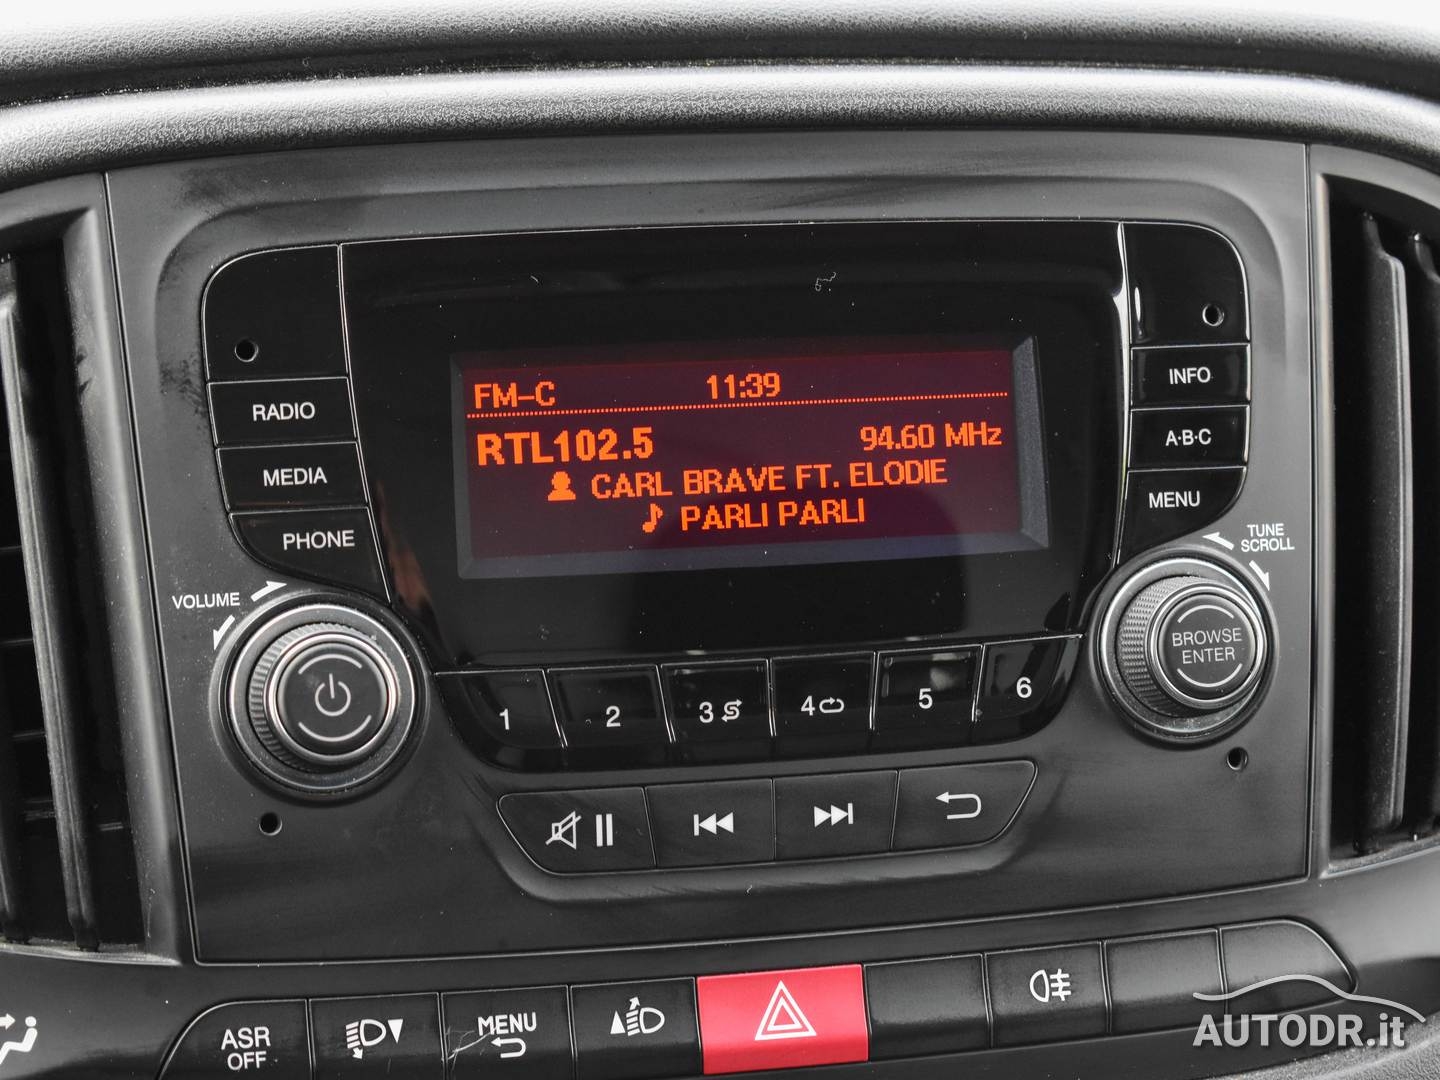 FM-C 11:39
RTL102.5 94.60 MHz
CARL BRAVE FT. ELODIE
PARLI PARLI
RADIO
MEDIA
PHONE
INFO
A·B·C
MENU
VOLUME
TUNE
SCROLL
BROWSE
ENTER
1 2 3 4 5 6
ASR
OFF
MENU
AUTODR.it